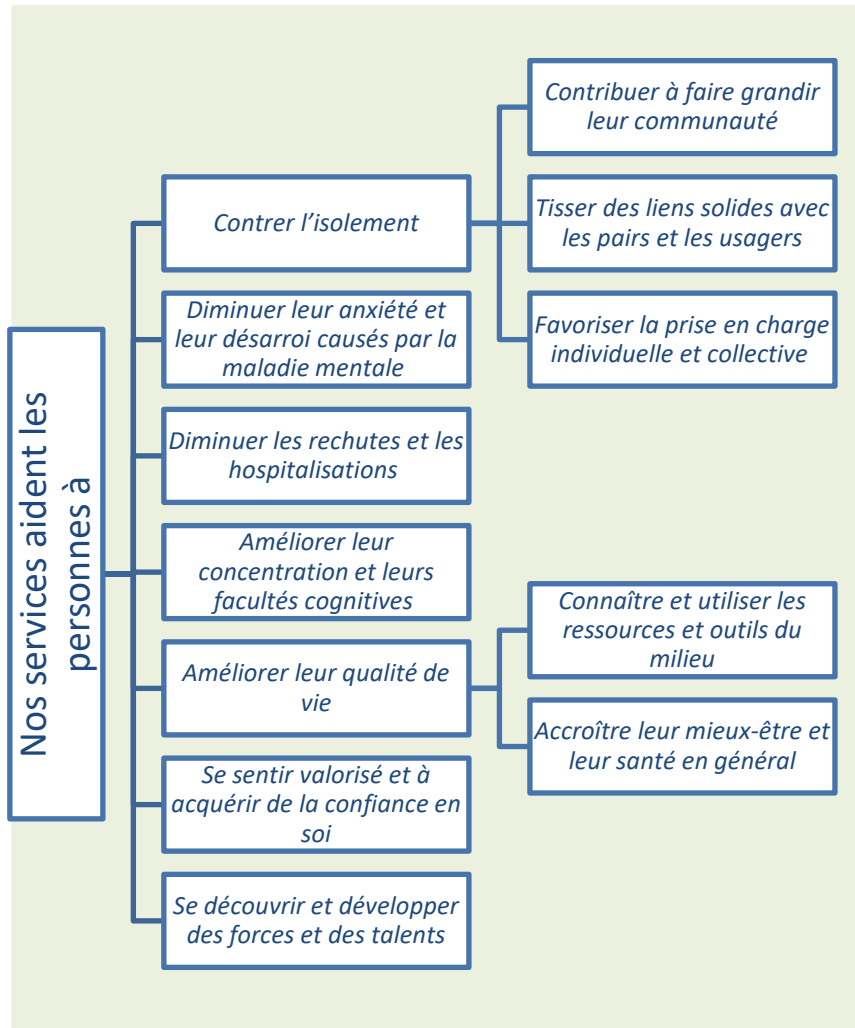 Nos services aident les
personnes à
Contrer l’isolement
Contribuer à faire grandir
leur communauté
Tisser des liens solides avec
les pairs et les usagers
Favoriser la prise en charge
individuelle et collective
Diminuer leur anxiété et
leur désarroi causés par la
maladie mentale
Diminuer les rechutes et les
hospitalisations
Améliorer leur
concentration et leurs
facultés cognitives
Améliorer leur qualité de
vie
Connaître et utiliser les
ressources et outils du
milieu
Accroître leur mieux-être et
leur santé en général
Se sentir valorisé et à
acquérir de la confiance en
soi
Se découvrir et développer
des forces et des talents